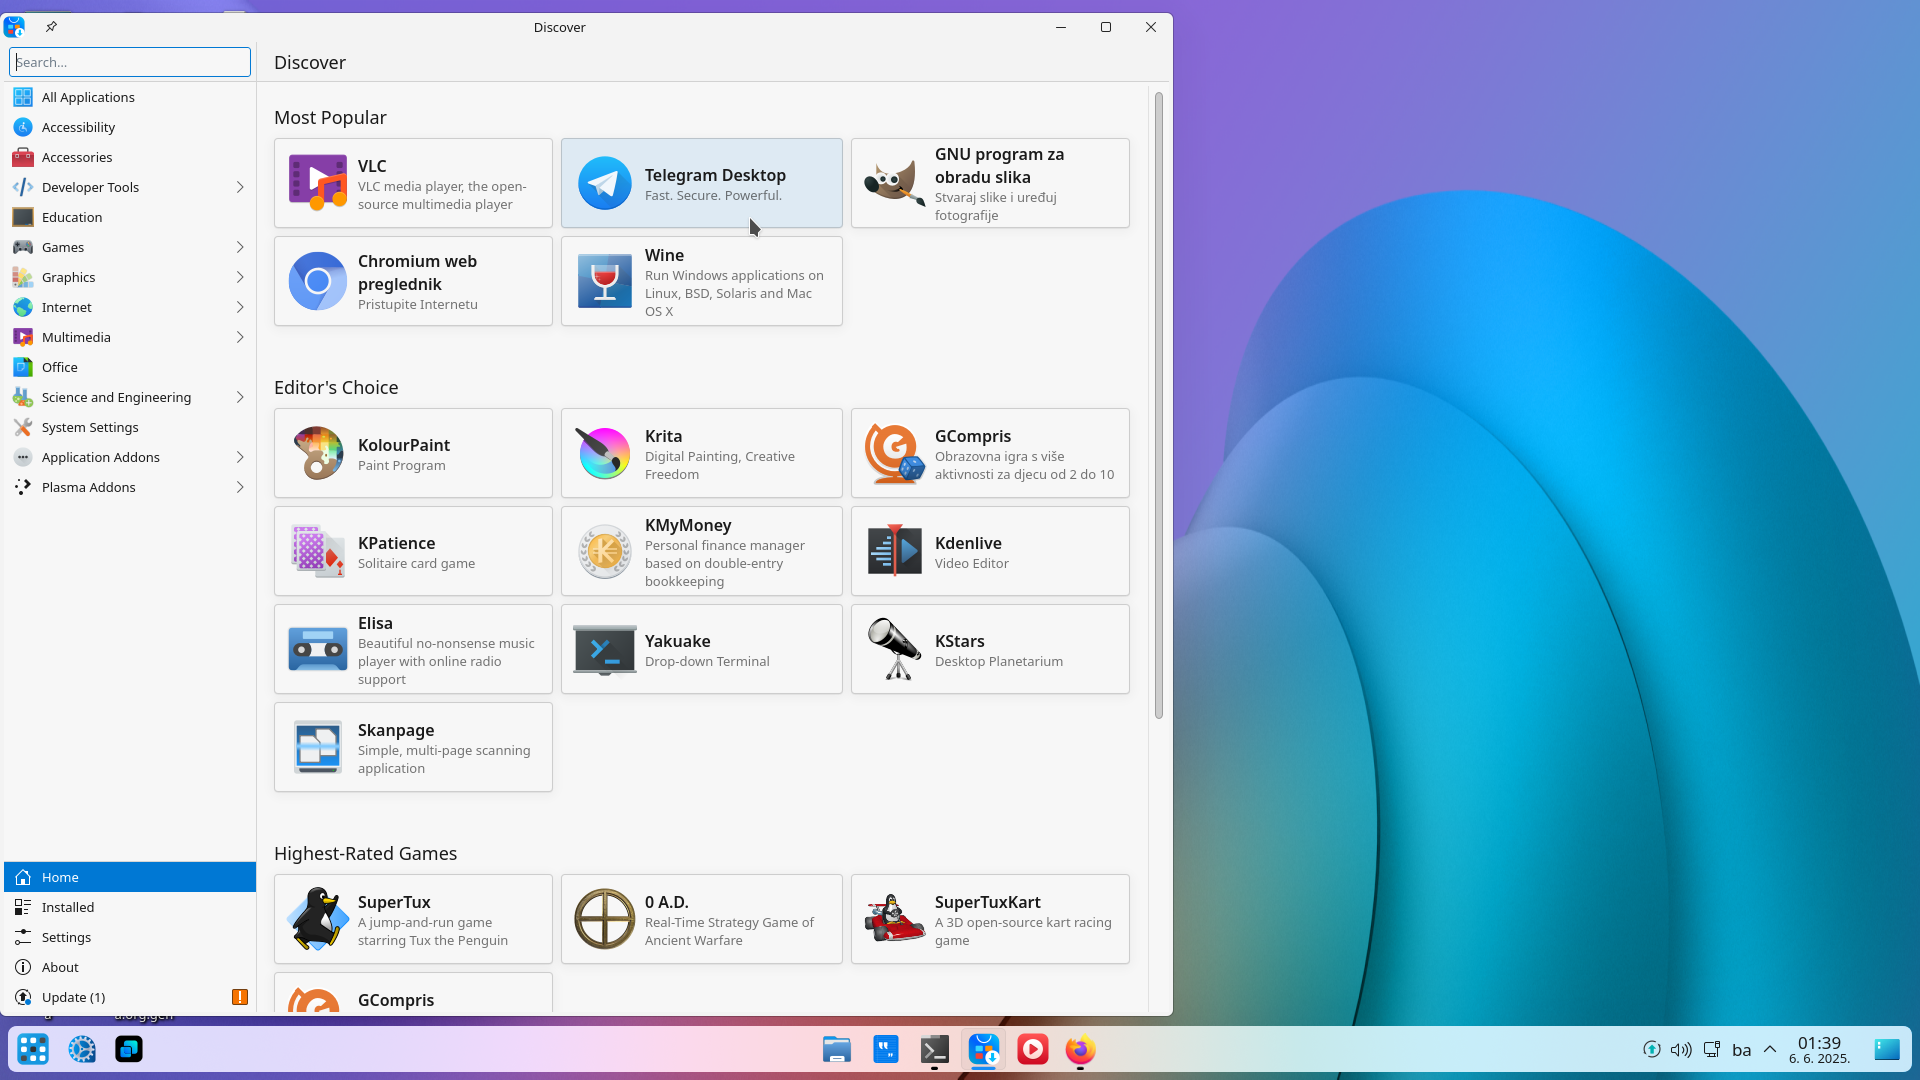 Discover
Search...
Discover
All Applications
Accessibility
Accessories
Developer Tools
Education
Games
Graphics
Internet
Multimedia
Office
Science and Engineering
System Settings
Application Addons
Plasma Addons
Home
Installed
Settings
About
Update (1)
Most Popular
VLC
VLC media player, the open-
source multimedia player
Telegram Desktop
Fast. Secure. Powerful.
GNU program za
obradu slika
Stvaraj slike i uređuj
fotografije
Chromium web
preglednik
Pristupite Internetu
Wine
Run Windows applications on
Linux, BSD, Solaris and Mac
OS X
Editor's Choice
KolourPaint
Paint Program
Krita
Digital Painting, Creative
Freedom
GCompris
Obrazovna igra s više
aktivnosti za djecu od 2 do 10
KPatience
Solitaire card game
KMyMoney
Personal finance manager
based on double-entry
bookkeeping
Kdenlive
Video Editor
Elisa
Beautiful no-nonsense music
player with online radio
support
Yakuake
Drop-down Terminal
KStars
Desktop Planetarium
Skanpage
Simple, multi-page scanning
application
Highest-Rated Games
SuperTux
A jump-and-run game
starring Tux the Penguin
0 A.D.
Real-Time Strategy Game of
Ancient Warfare
SuperTuxKart
A 3D open-source kart racing
game
GCompris
ba
01:39
6. 6. 2025.